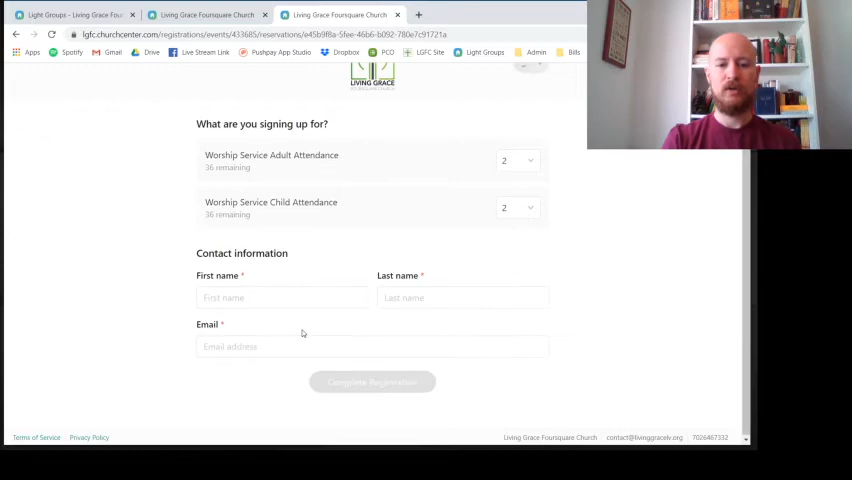 Light Groups - Living Grace Four
Living Grace Foursquare Church
Living Grace Foursquare Church
lgfc.churchcenter.com/registrations/events/433685/reservations/e45b9f8a-5fee-46b6-b092-780e7c91721a
Apps Spotify Gmail Drive Live Stream Link Pushpay App Studio Dropbox PCO LGFC Site Light Groups Admin Bills
LIVING GRACE
FOURSQUARE CHURCH
What are you signing up for?
Worship Service Adult Attendance
36 remaining
2
Worship Service Child Attendance
36 remaining
2
Contact information
First name * Last name *
First name Last name
Email *
Email address
Complete Registration
Terms of Service Privacy Policy Living Grace Foursquare Church contact@livinggracelv.org 7026467332